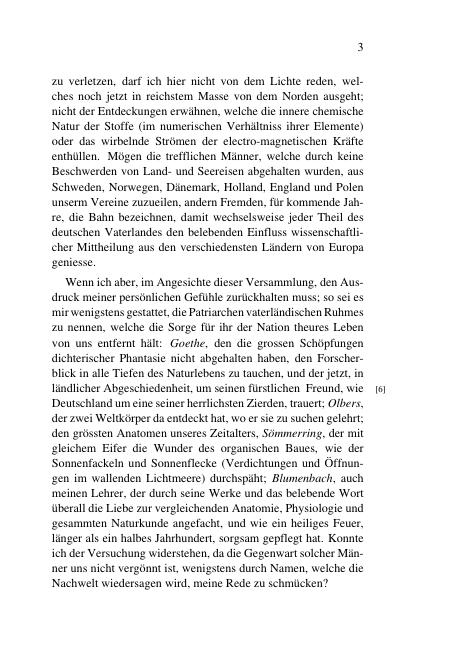 3
zu verletzen, darf ich hier nicht von dem Lichte reden, wel-
ches noch jetzt in reichstem Masse von dem Norden ausgeht;
nicht der Entdeckungen erwähnen, welche die innere chemische
Natur der Stoffe (im numerischen Verhältniss ihrer Elemente)
oder das wirbelnde Strömen der electro-magnetischen Kräfte
enthüllen. Mögen die trefflichen Männer, welche durch keine
Beschwerden von Land- und Seereisen abgehalten wurden, aus
Schweden, Norwegen, Dänemark, Holland, England und Polen
unserm Vereine zuzueilen, andern Fremden, für kommende Jah-
re, die Bahn bezeichnen, damit wechselsweise jeder Theil des
deutschen Vaterlandes den belebenden Einfluss wissenschaftli-
cher Mittheilung aus den verschiedensten Ländern von Europa
geniesse.
Wenn ich aber, im Angesichte dieser Versammlung, den Aus-
druck meiner persönlichen Gefühle zurückhalten muss; so sei es
mir wenigstens gestattet, die Patriarchen vaterländischen Ruhmes
zu nennen, welche die Sorge für ihr der Nation theures Leben
von uns entfernt hält: Goethe, den die grossen Schöpfungen
dichterischer Phantasie nicht abgehalten haben, den Forscher-
blick in alle Tiefen des Naturlebens zu tauchen, und der jetzt, in
ländlicher Abgeschiedenheit, um seinen fürstlichen Freund, wie [6]
Deutschland um eine seiner herrlichsten Zierden, trauert; Olbers,
der zwei Weltkörper da entdeckt hat, wo er sie zu suchen gelehrt;
den grössten Anatomen unseres Zeitalters, Sömmerring, der mit
gleichem Eifer die Wunder des organischen Baues, wie der
Sonnenfackeln und Sonnenflecke (Verdichtungen und Öffnun-
gen im wallenden Lichtmeere) durchspäht; Blumenbach, auch
meinen Lehrer, der durch seine Werke und das belebende Wort
überall die Liebe zur vergleichenden Anatomie, Physiologie und
gesammten Naturkunde angefacht, und wie ein heiliges Feuer,
länger als ein halbes Jahrhundert, sorgsam gepflegt hat. Konnte
ich der Versuchung widerstehen, da die Gegenwart solcher Män-
ner uns nicht vergönnt ist, wenigstens durch Namen, welche die
Nachwelt wiedersagen wird, meine Rede zu schmücken?